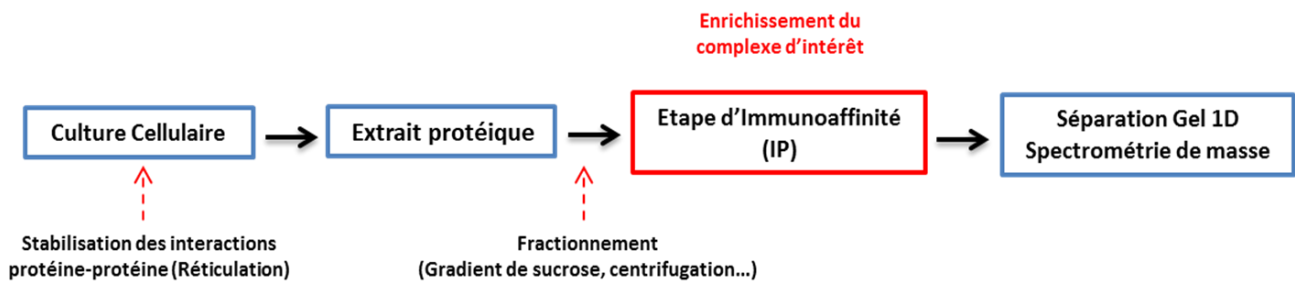 Enrichissement du
complexe d’intérêt
Culture Cellulaire
Extrait protéique
Etape d’Immunoaffinité
(IP)
Séparation Gel 1D
Spectrométrie de masse
Stabilisation des interactions
protéine-protéine (Réticulation)
Fractionnement
(Gradient de sucrose, centrifugation…)